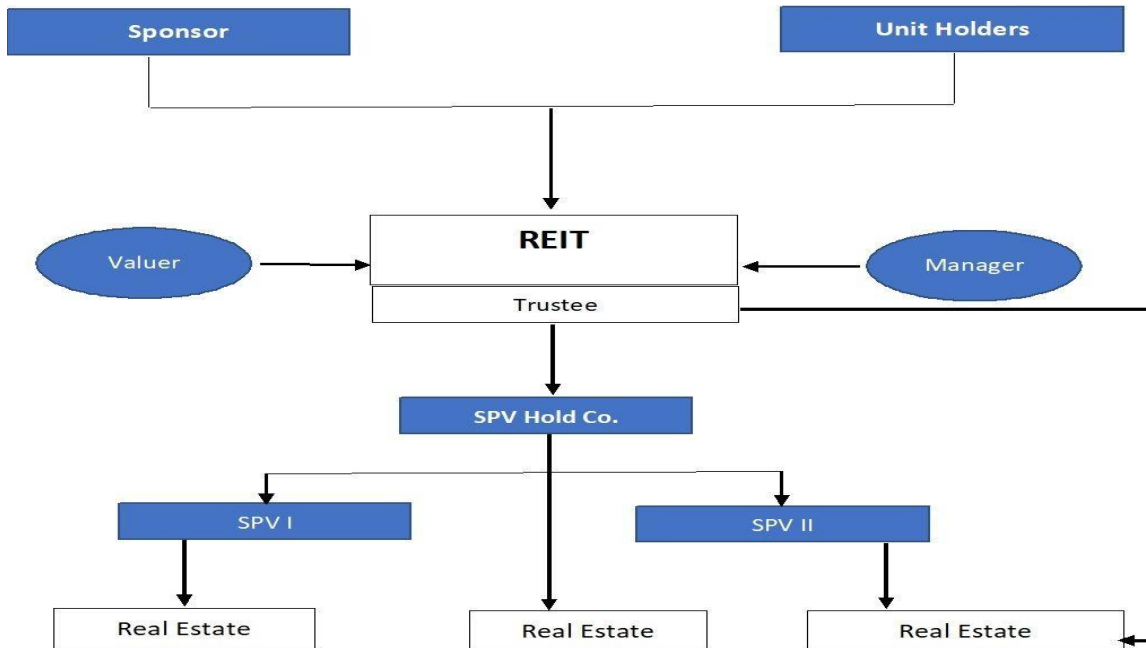 Sponsor
Unit Holders
REIT
Valuer
Manager
Trustee
SPV Hold Co.
SPV I
SPV II
Real Estate
Real Estate
Real Estate